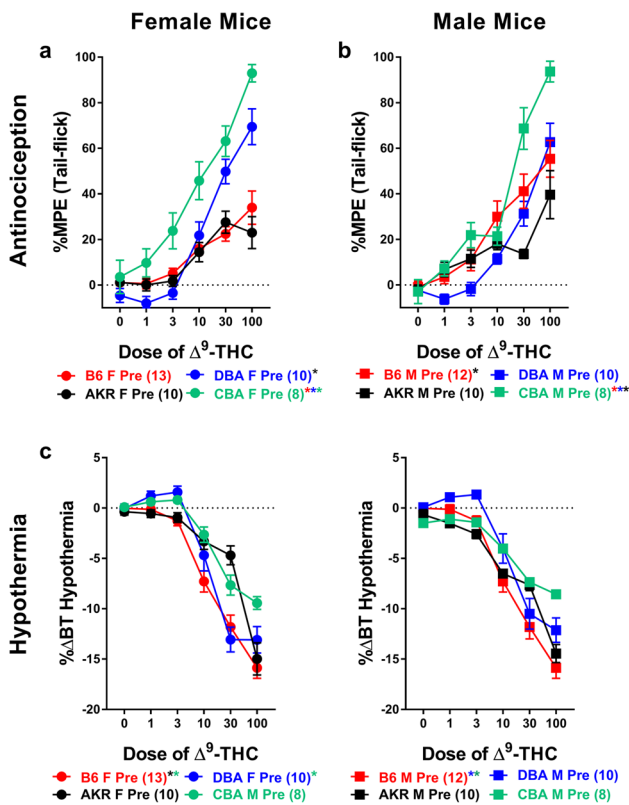 Female Mice
Male Mice
a
b
Antinociception
%MPE (Tail-flick)
100
80
60
40
20
0
0 1 3 10 30 100
Dose of Δ⁹-THC
B6 F Pre (13) DBA F Pre (10)*
AKR F Pre (10) CBA F Pre (8)***
%MPE (Tail-flick)
100
80
60
40
20
0
0 1 3 10 30 100
Dose of Δ⁹-THC
B6 M Pre (12)* DBA M Pre (10)
AKR M Pre (10) CBA M Pre (8)***
c
Hypothermia
%ΔBT Hypothermia
5
0
-5
-10
-15
-20
0 1 3 10 30 100
Dose of Δ⁹-THC
B6 F Pre (13)** DBA F Pre (10)*
AKR F Pre (10) CBA M Pre (8)
%ΔBT Hypothermia
5
0
-5
-10
-15
-20
0 1 3 10 30 100
Dose of Δ⁹-THC
B6 M Pre (12)** DBA M Pre (10)
AKR M Pre (10) CBA M Pre (8)